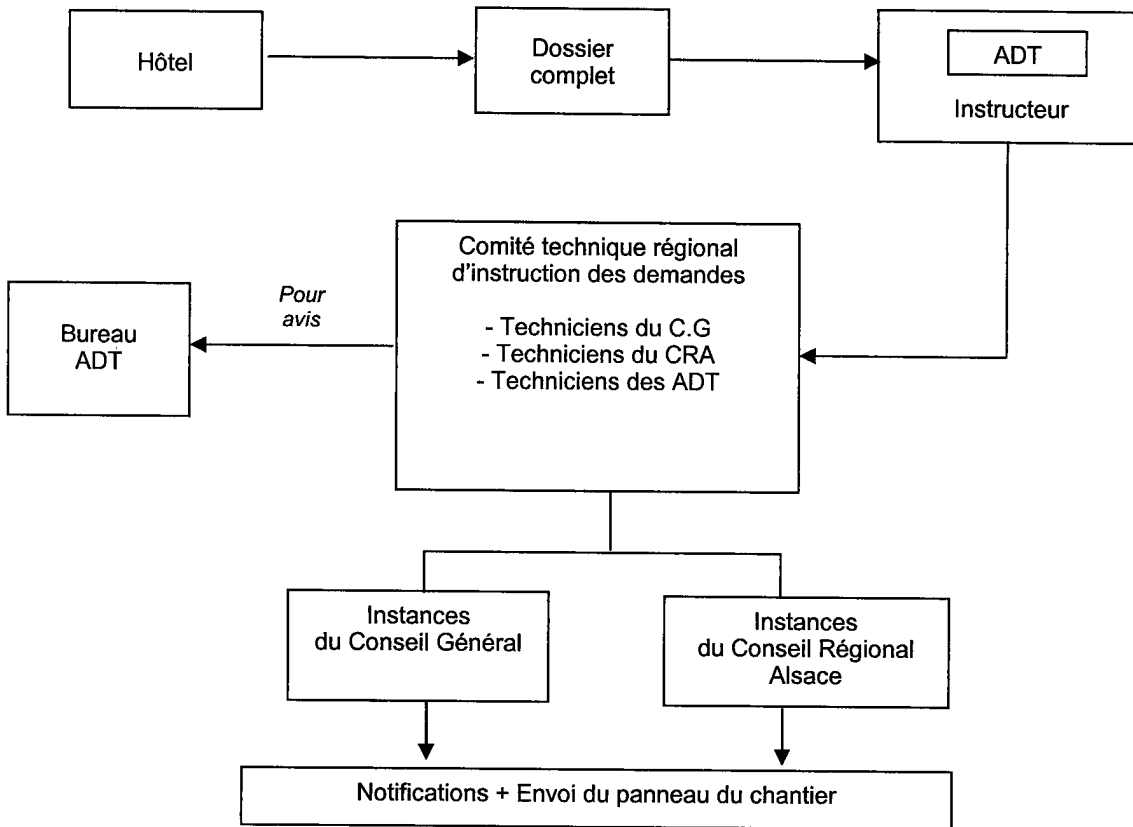 Hôtel
Dossier
complet
ADT
Instructeur
Comité technique régional
d'instruction des demandes
- Techniciens du C.G
- Techniciens du CRA
- Techniciens des ADT
Pour
avis
Bureau
ADT
Instances
du Conseil Général
Instances
du Conseil Régional
Alsace
Notifications + Envoi du panneau du chantier